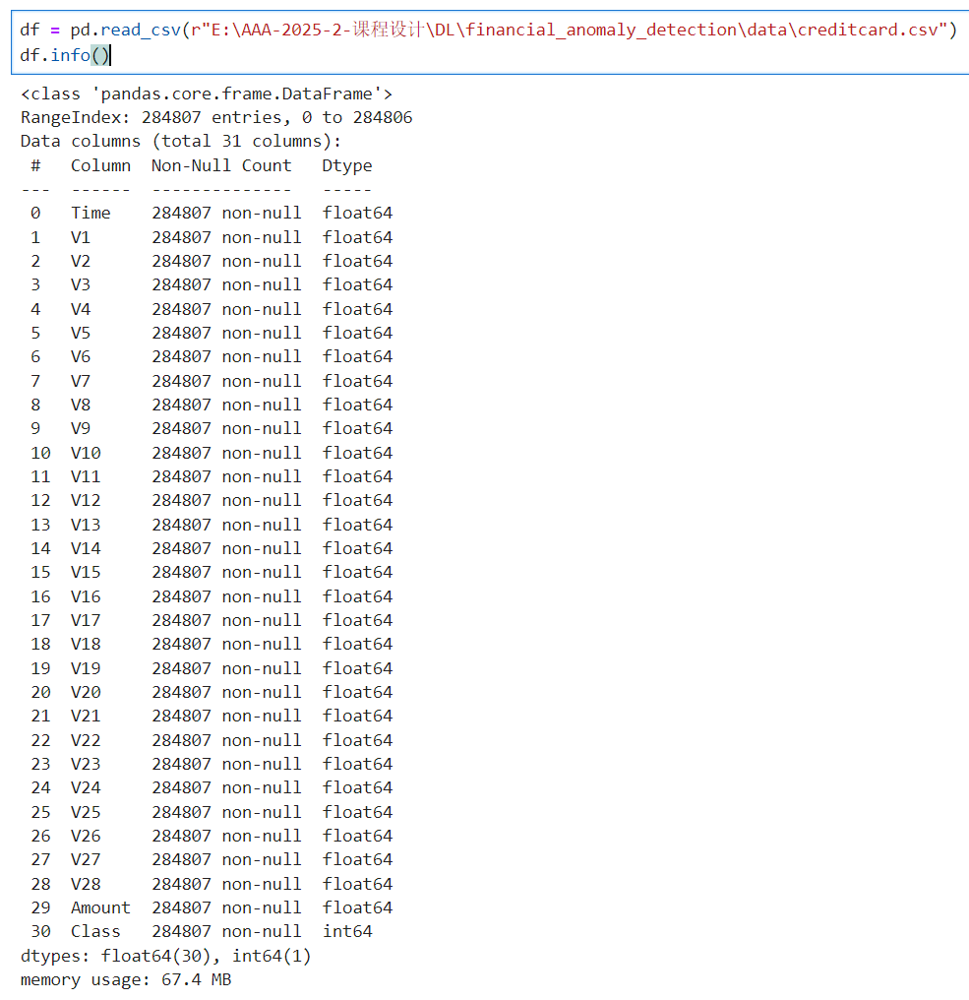 df = pd.read_csv(r"E:\AAA-2025-2-课程设计\DL\financial_anomaly_detection\data\creditcard.csv")
df.info()
<class 'pandas.core.frame.DataFrame'>
RangeIndex: 284807 entries, 0 to 284806
Data columns (total 31 columns):
 #   Column  Non-Null Count   Dtype
---  ------  --------------   -----
 0   Time    284807 non-null  float64
 1   V1      284807 non-null  float64
 2   V2      284807 non-null  float64
 3   V3      284807 non-null  float64
 4   V4      284807 non-null  float64
 5   V5      284807 non-null  float64
 6   V6      284807 non-null  float64
 7   V7      284807 non-null  float64
 8   V8      284807 non-null  float64
 9   V9      284807 non-null  float64
 10  V10     284807 non-null  float64
 11  V11     284807 non-null  float64
 12  V12     284807 non-null  float64
 13  V13     284807 non-null  float64
 14  V14     284807 non-null  float64
 15  V15     284807 non-null  float64
 16  V16     284807 non-null  float64
 17  V17     284807 non-null  float64
 18  V18     284807 non-null  float64
 19  V19     284807 non-null  float64
 20  V20     284807 non-null  float64
 21  V21     284807 non-null  float64
 22  V22     284807 non-null  float64
 23  V23     284807 non-null  float64
 24  V24     284807 non-null  float64
 25  V25     284807 non-null  float64
 26  V26     284807 non-null  float64
 27  V27     284807 non-null  float64
 28  V28     284807 non-null  float64
 29  Amount  284807 non-null  float64
 30  Class   284807 non-null  int64
dtypes: float64(30), int64(1)
memory usage: 67.4 MB